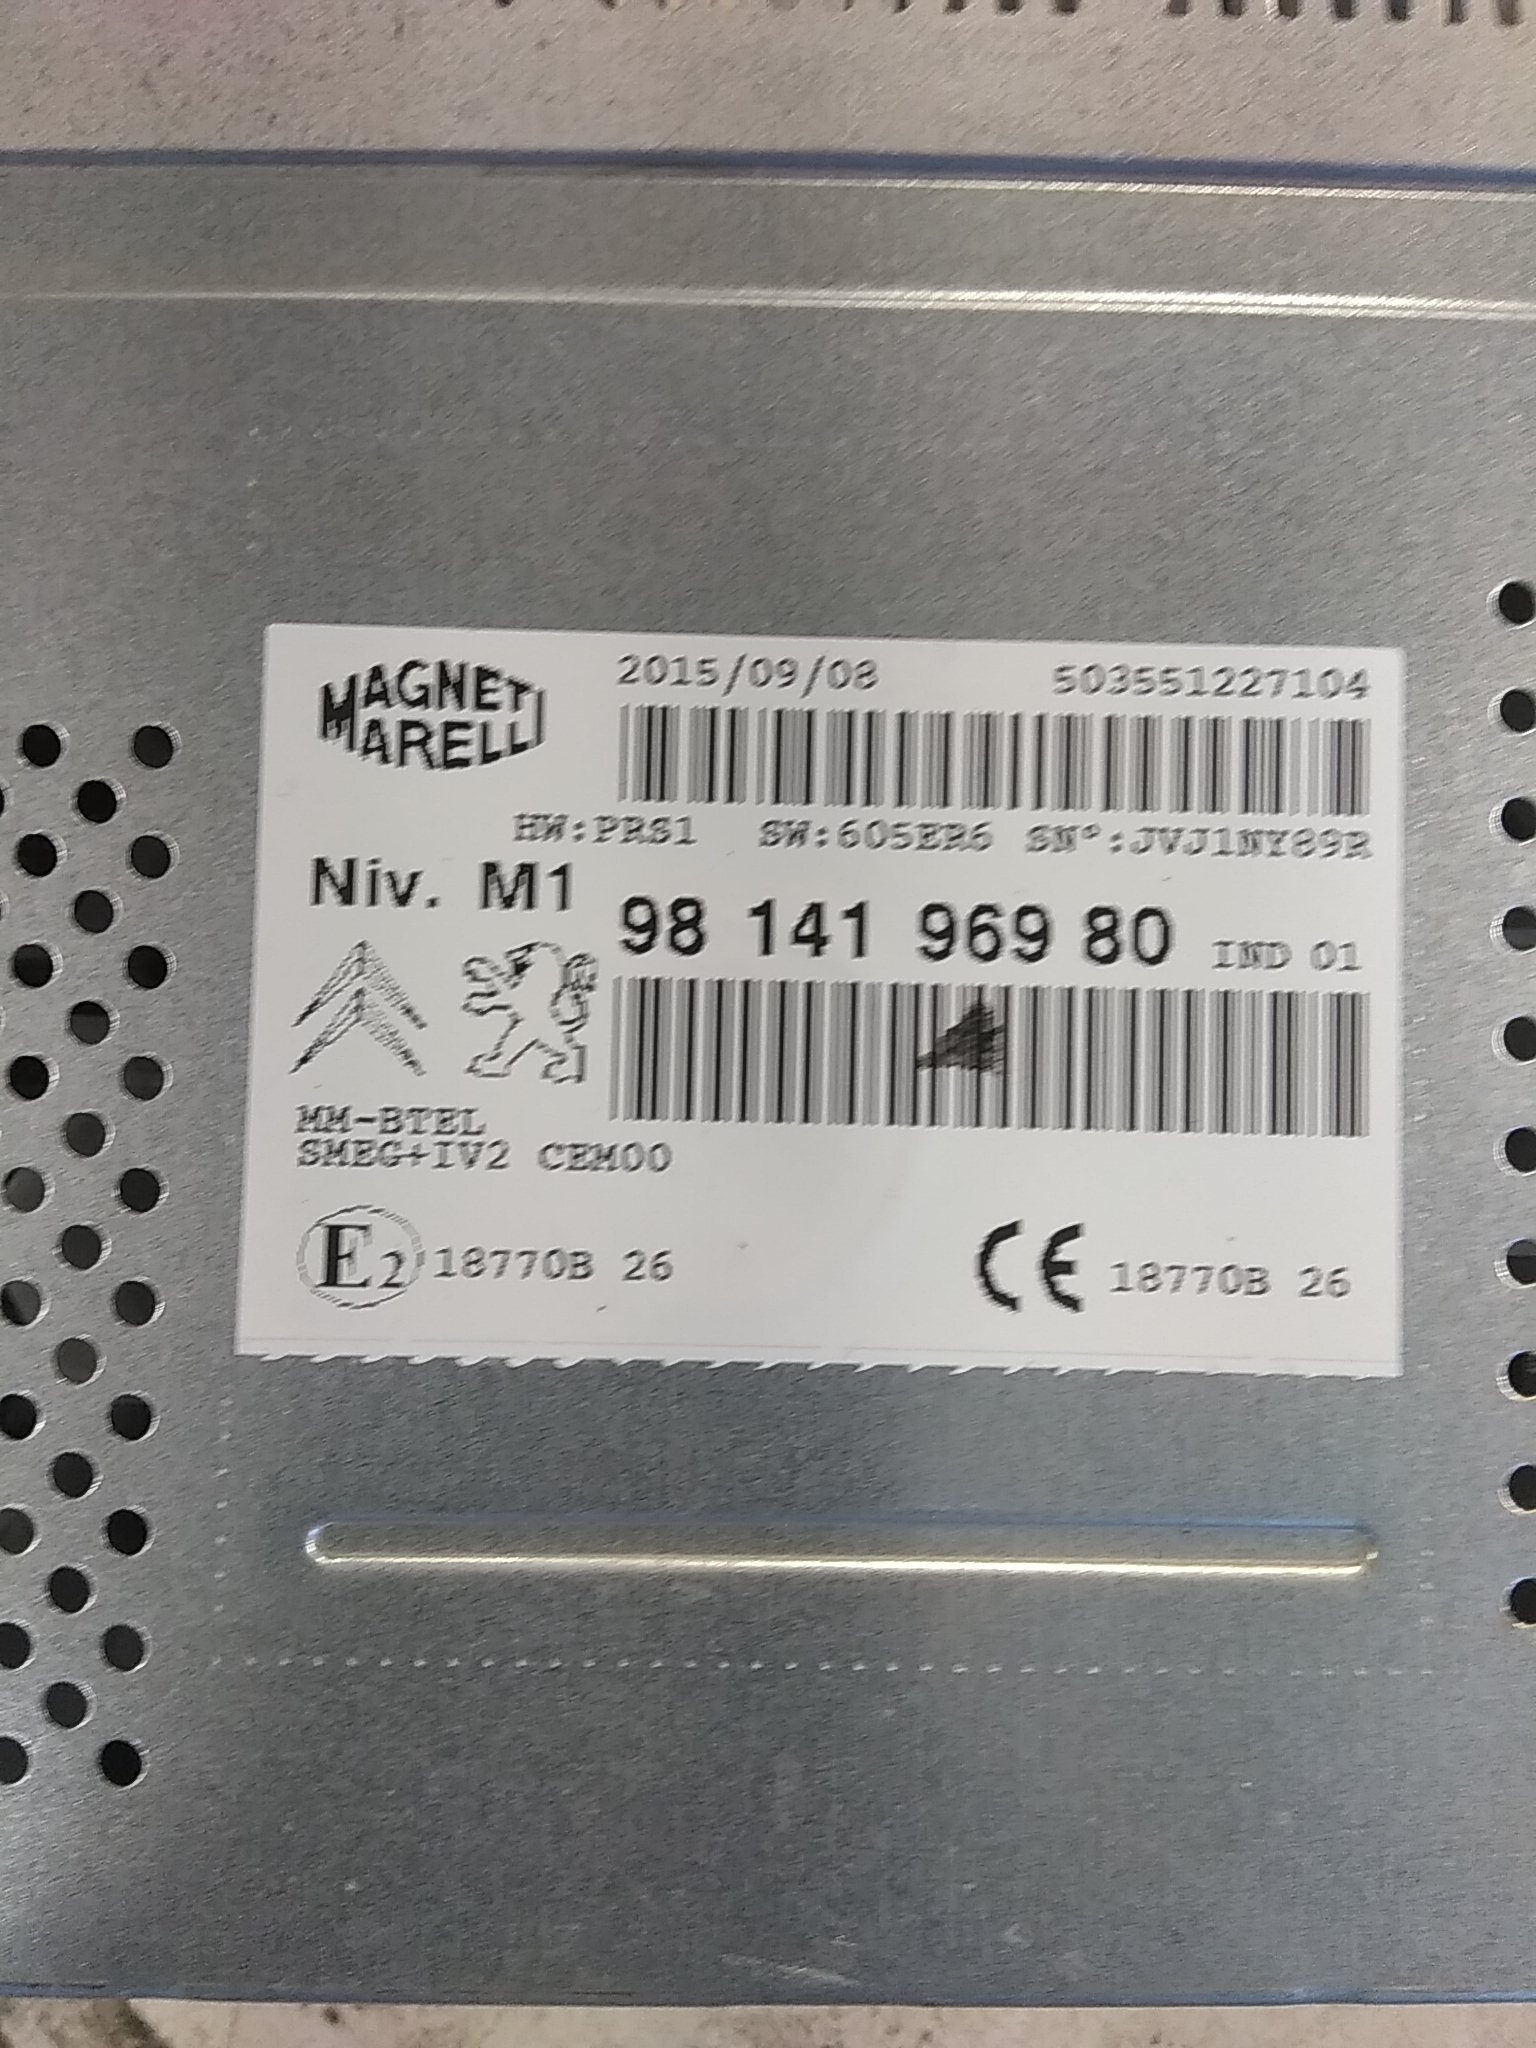 MAGNETI
MARELLI
2015/09/08 503551227104
HW:PRS1 SW:605ER6 SN°:JVJ1NY89R
Niv. M1
98 141 969 80 IND 01
MM-BTEL
SMEG+IV2 CEM00
E2 18770B 26
CE 18770B 26